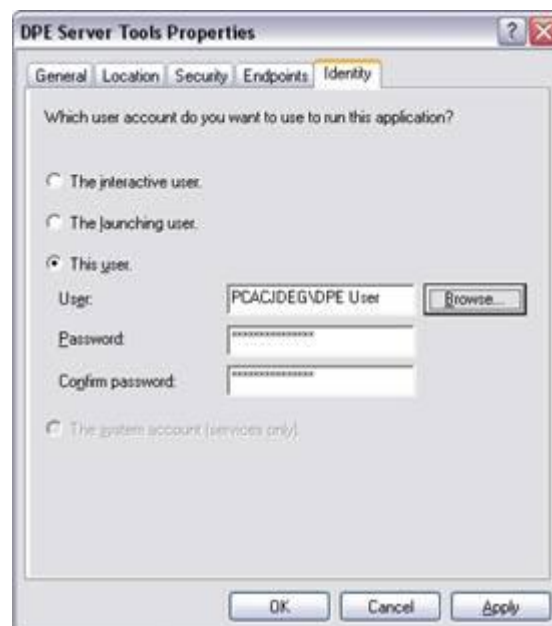 DPE Server Tools Properties
General Location Security Endpoints Identity
Which user account do you want to use to run this application?
The interactive user.
The launching user.
This user.
User: PCACJDEG\DPE User Browse...
Password: ***************
Confirm password: ***************
The system account (services only).
OK Cancel Apply